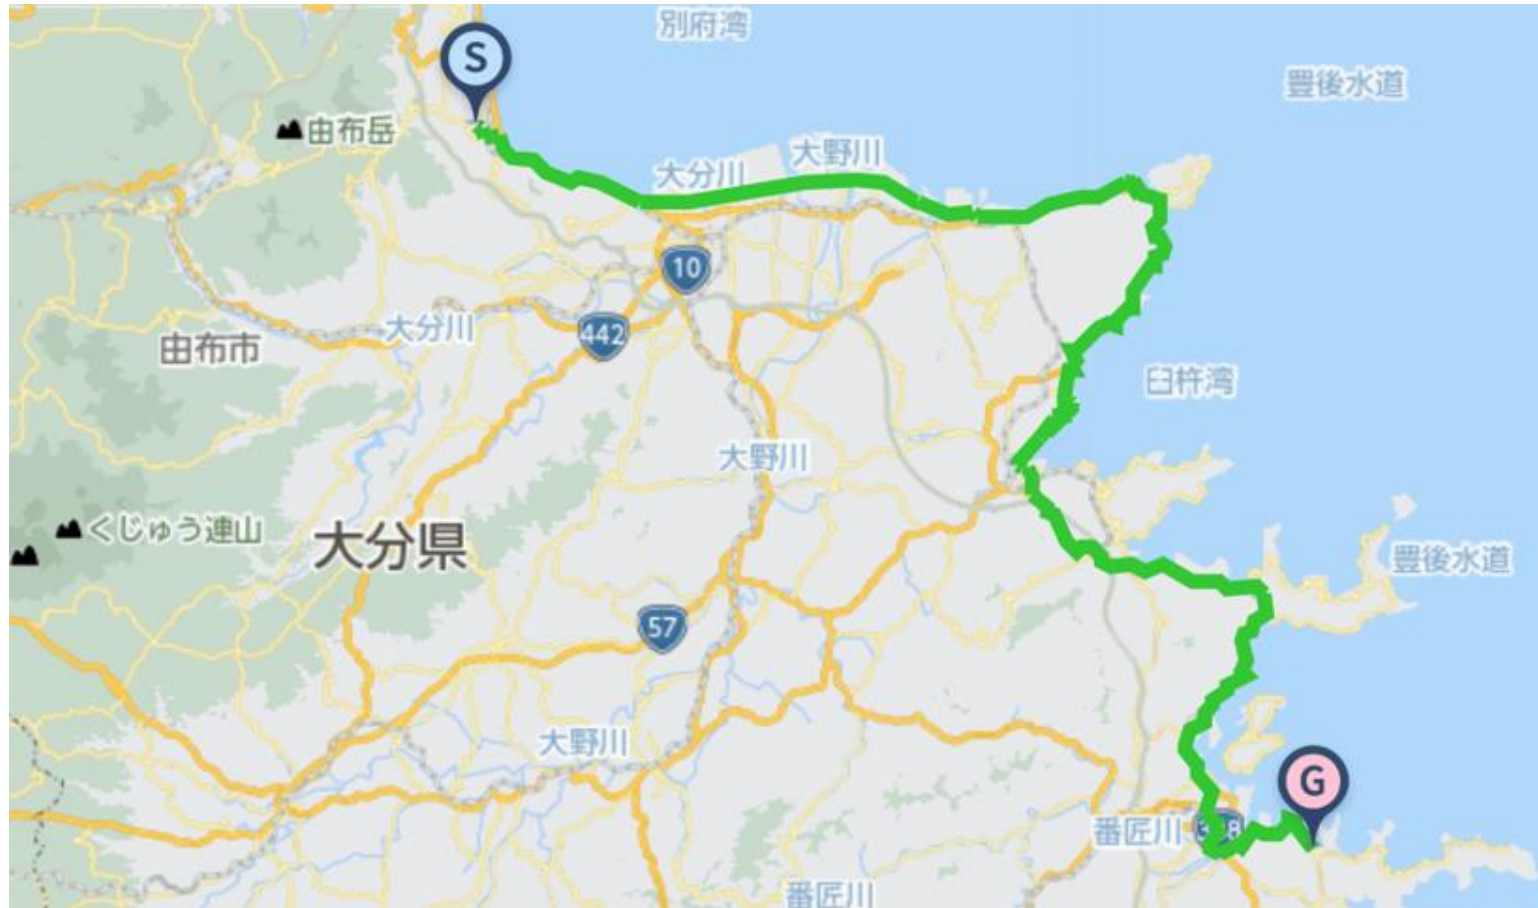 別府湾
S
豊後水道
由布岳
大野川
大分川
10
大分川
442
由布市
臼杵湾
大野川
くじゅう連山
大分県
豊後水道
57
大野川
G
番匠川
番匠川